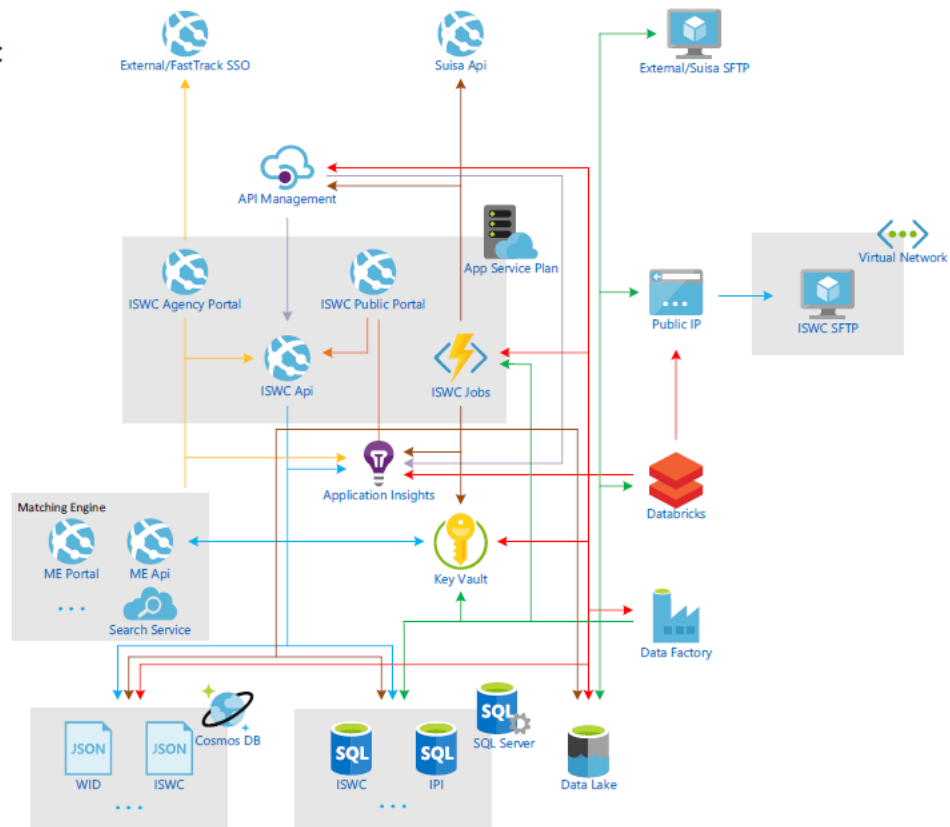 :
External/FastTrack SSO
Suisa Api
External/Suisa SFTP
API Management
App Service Plan
Virtual Network
ISWC Agency Portal
ISWC Public Portal
Public IP
ISWC SFTP
ISWC Api
ISWC Jobs
Application Insights
Databricks
Matching Engine
ME Portal
ME Api
Key Vault
...
Search Service
Data Factory
Cosmos DB
SQL
SQL Server
JSON
JSON
SQL
SQL
WID
ISWC
ISWC
IPI
Data Lake
...
...